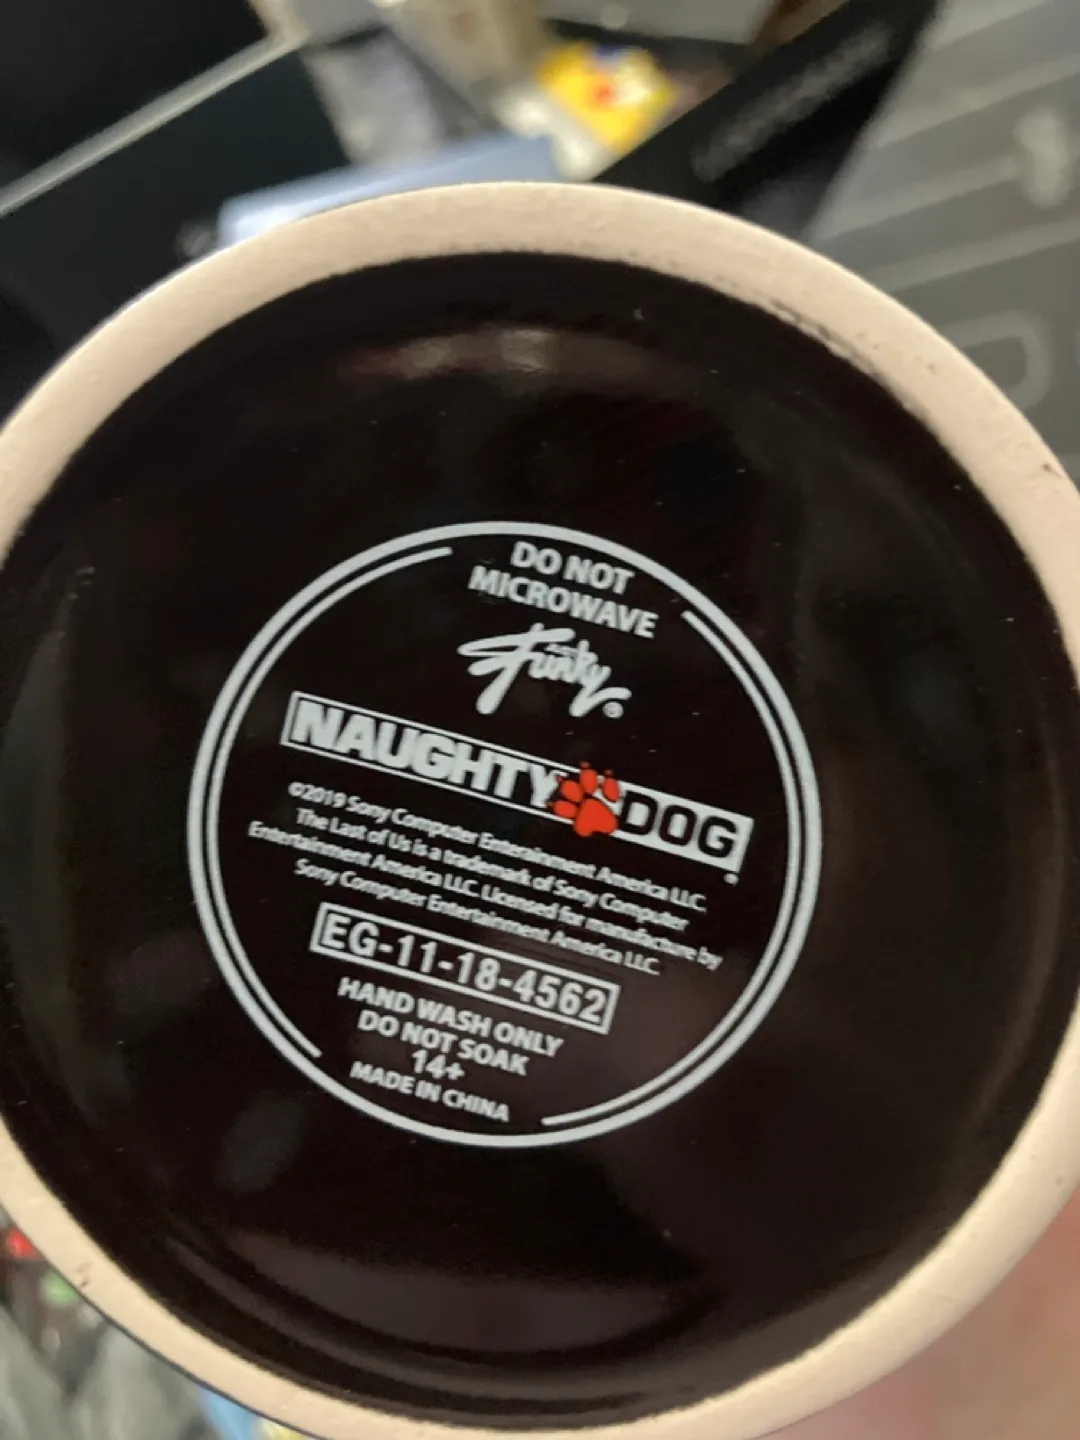 DO NOT
MICROWAVE
Just
Funky®
NAUGHTY DOG
©2019 Sony Computer Entertainment America LLC.
The Last of Us is a trademark of Sony Computer
Entertainment America LLC. Licensed for manufacture by
Sony Computer Entertainment America LLC.
EG-11-18-4562
HAND WASH ONLY
DO NOT SOAK
14+
MADE IN CHINA